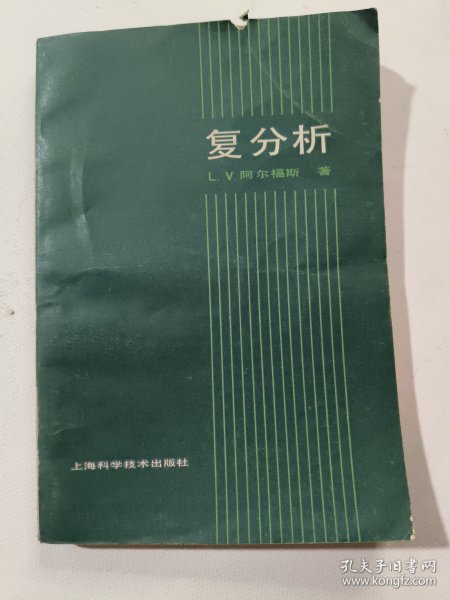 复分析
L. V. 阿尔福斯 著
上海科学技术出版社
孔夫子旧书网
www.kongfz.com